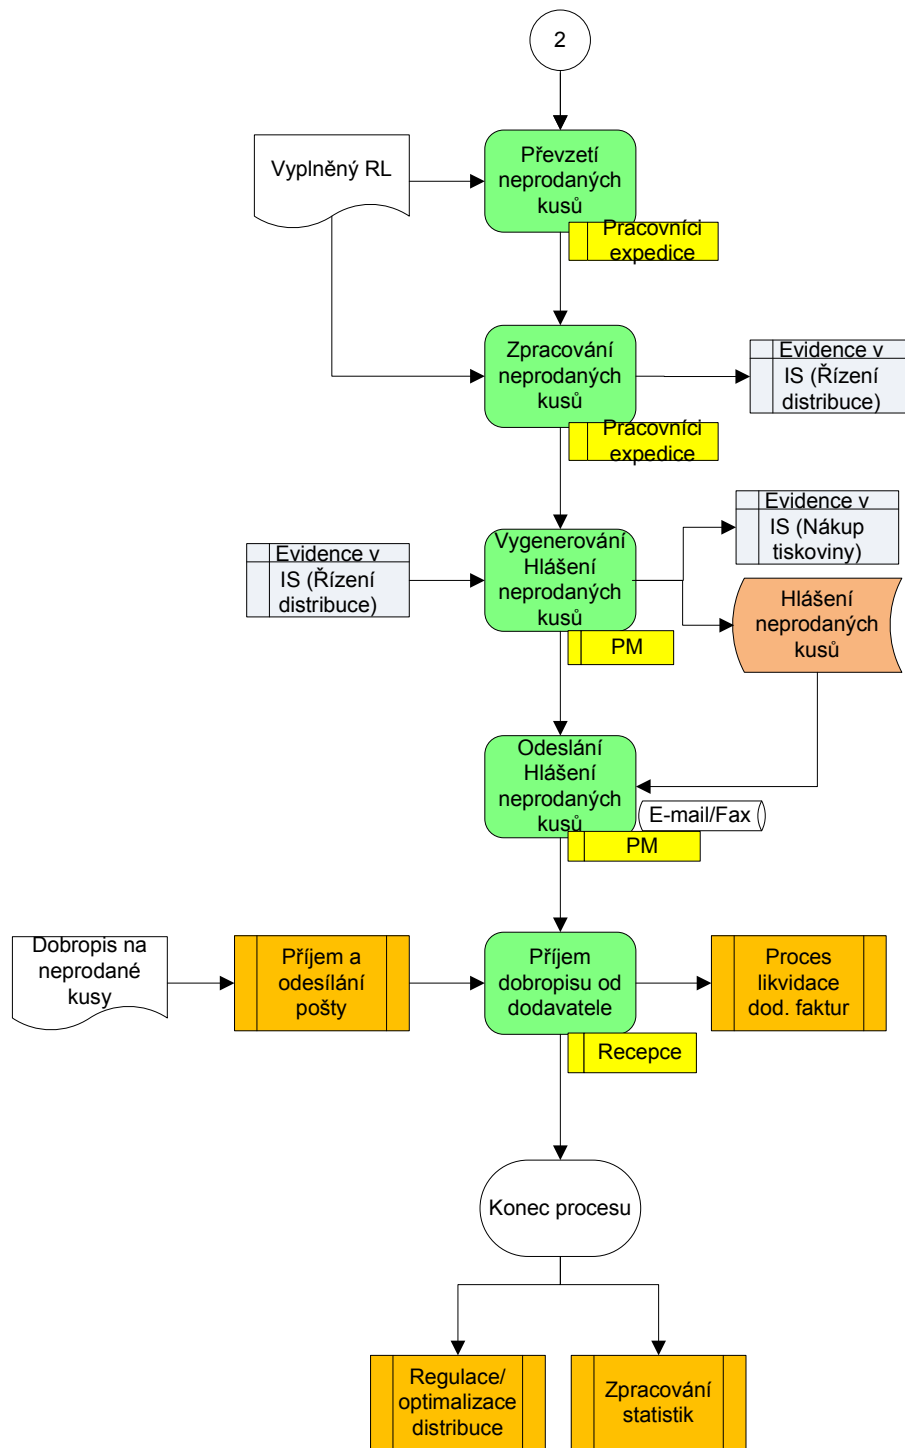 2
Vyplněný RL
Převzetí
neprodaných
kusů
Pracovníci
expedice
Zpracování
neprodaných
kusů
Pracovníci
expedice
Evidence v
IS (Řízení
distribuce)
Evidence v
IS (Řízení
distribuce)
Vygenerování
Hlášení
neprodaných
kusů
PM
Evidence v
IS (Nákup
tiskoviny)
Hlášení
neprodaných
kusů
Odeslání
Hlášení
neprodaných
kusů
E-mail/Fax
PM
Dobropis na
neprodané
kusy
Příjem a
odesílání
pošty
Příjem
dobropisu od
dodavatele
Recepce
Proces
likvidace
dod. faktur
Konec procesu
Regulace/
optimalizace
distribuce
Zpracování
statistik